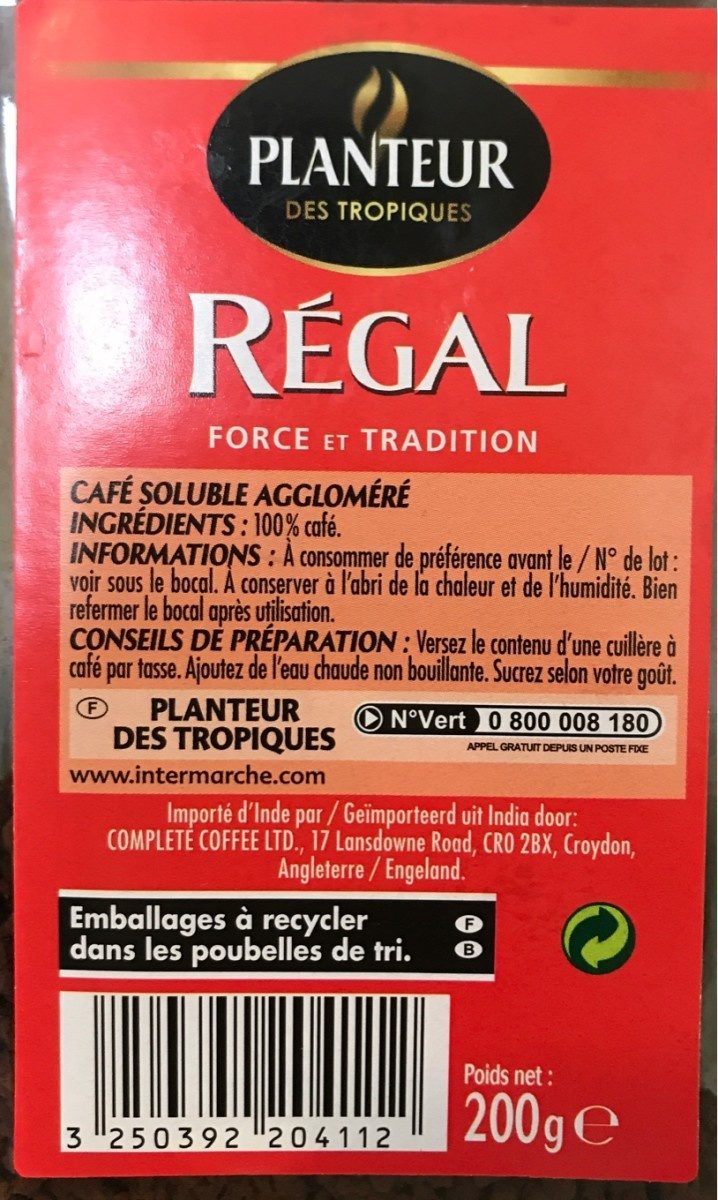 PLANTEUR
DES TROPIQUES
RÉGAL
FORCE ET TRADITION
CAFÉ SOLUBLE AGGLOMÉRÉ
INGRÉDIENTS : 100% café.
INFORMATIONS : À consommer de préférence avant le / N° de lot :
voir sous le bocal. À conserver à l'abri de la chaleur et de l'humidité. Bien
refermer le bocal après utilisation.
CONSEILS DE PRÉPARATION : Versez le contenu d'une cuillère à
café par tasse. Ajoutez de l'eau chaude non bouillante. Sucrez selon votre goût.
F PLANTEUR
DES TROPIQUES
N°Vert 0 800 008 180
APPEL GRATUIT DEPUIS UN POSTE FIXE
www.intermarche.com
Importé d'Inde par / Geïmporteerd uit India door:
COMPLETE COFFEE LTD., 17 Lansdowne Road, CR0 2BX, Croydon,
Angleterre / Engeland.
Emballages à recycler F
dans les poubelles de tri. B
3 250392 204112
Poids net :
200g e